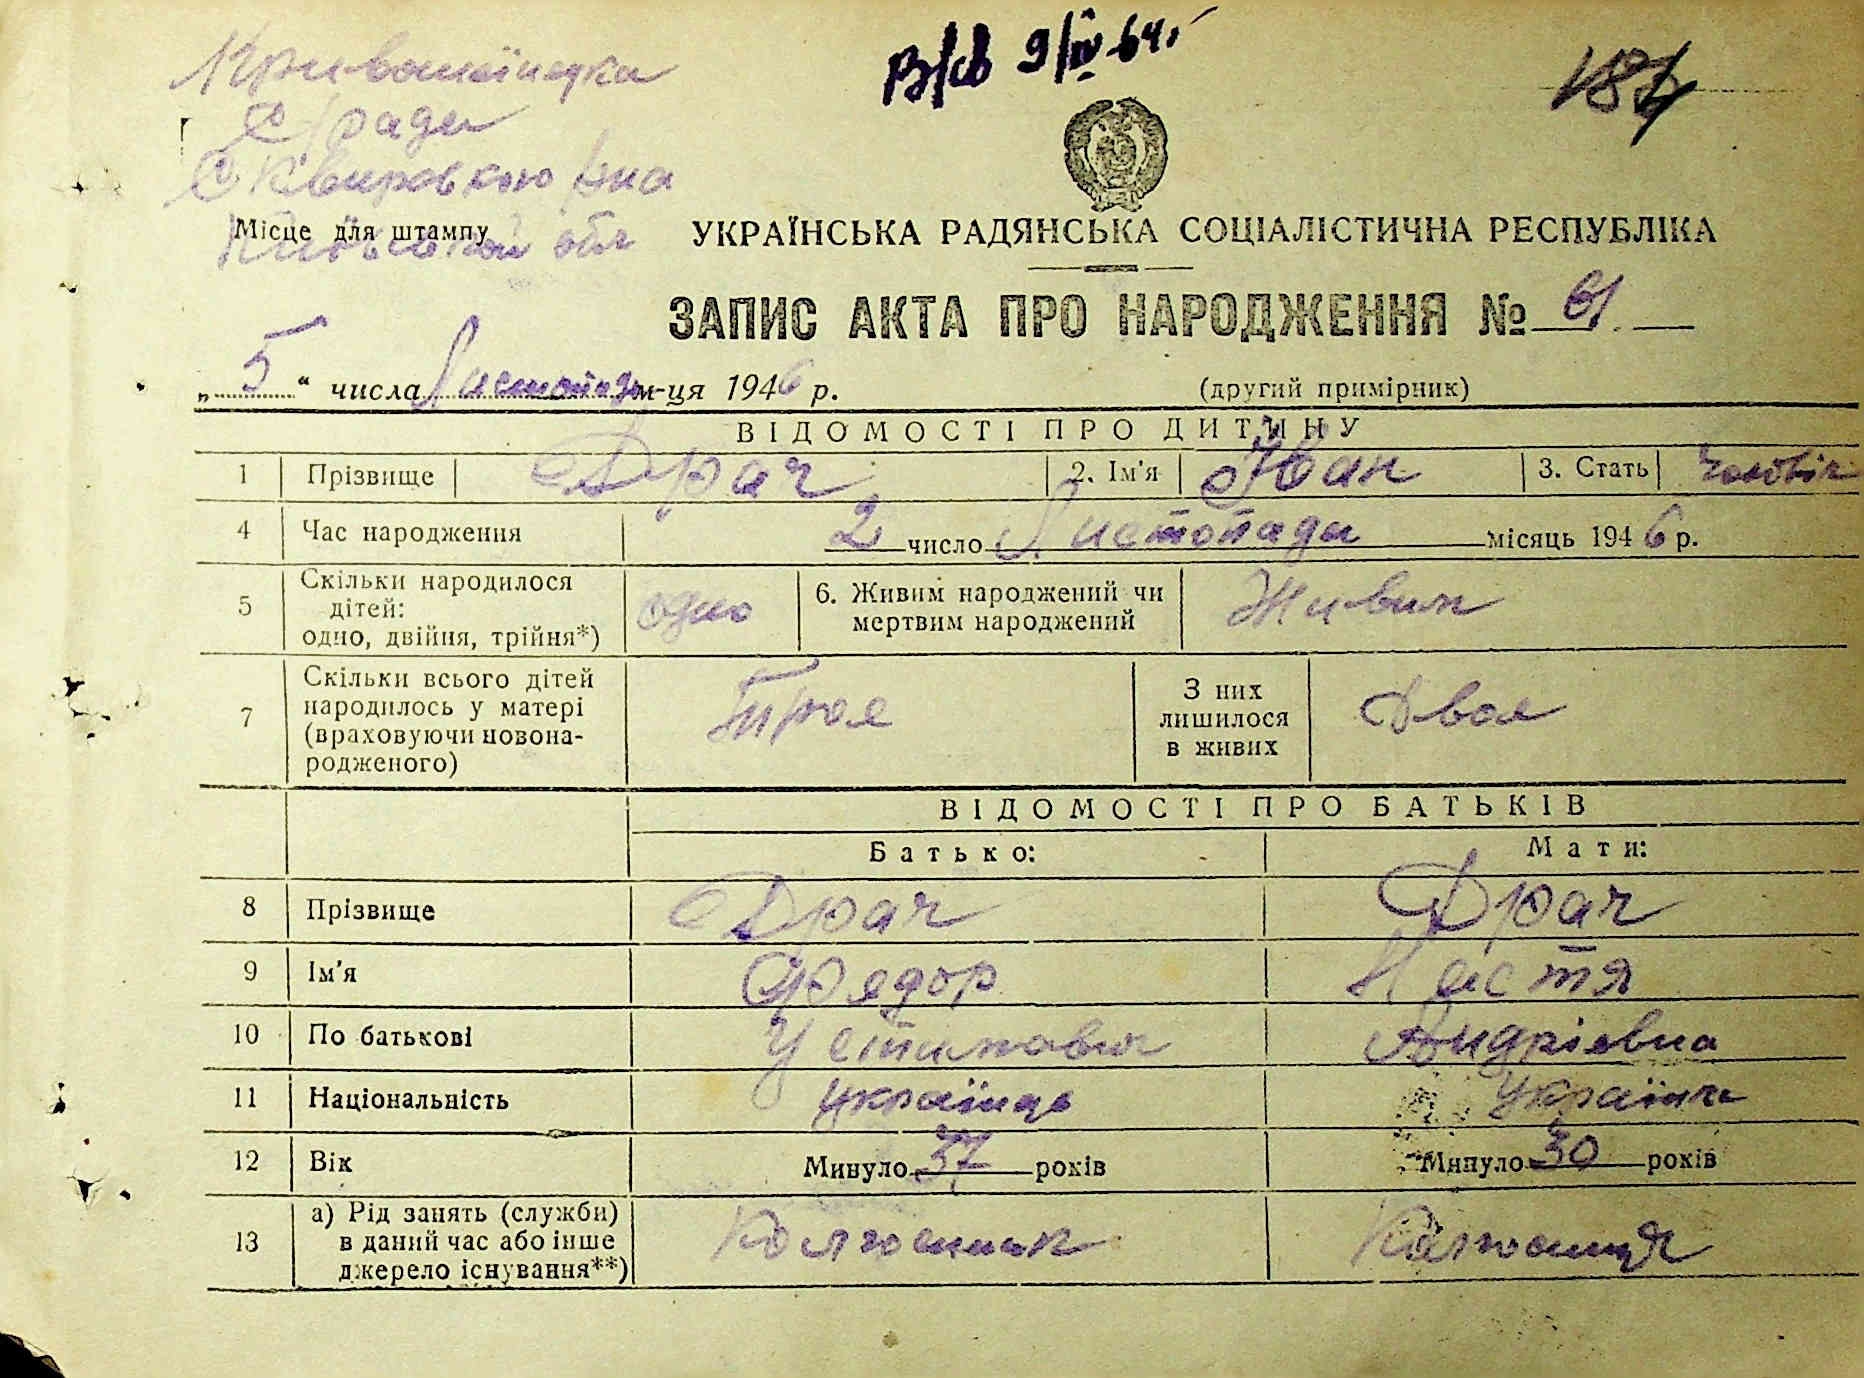 В/св 9/IV-64 г.
184
Кривошиїнцька
с/рада
Сквирського р-на
Київської обл
Місце для штампу
УКРАЇНСЬКА РАДЯНСЬКА СОЦІАЛІСТИЧНА РЕСПУБЛІКА
ЗАПИС АКТА ПРО НАРОДЖЕННЯ № 61.
„5“ числа Листопада м-ця 1946 р.
(другий примірник)
ВІДОМОСТІ ПРО ДИТИНУ
1 Прізвище Драч 2. Ім'я Іван 3. Стать Чоловіч
4 Час народження 2 число Листопада місяць 1946 р.
5 Скільки народилося дітей: одно, двійня, трійня*) одно 6. Живим народжений чи мертвим народжений Живим
7 Скільки всього дітей народилось у матері (враховуючи новонародженого) Троє З них лишилося в живих Двоє
ВІДОМОСТІ ПРО БАТЬКІВ
Батько: Мати:
8 Прізвище Драч Драч
9 Ім'я Федор Настя
10 По батькові Устимович Андріевна
11 Національність українць Українка
12 Вік Минуло 37 років Минуло 30 років
13 а) Рід занять (служби) в даний час або інше джерело існування**) Колгоспник Колгоспниця